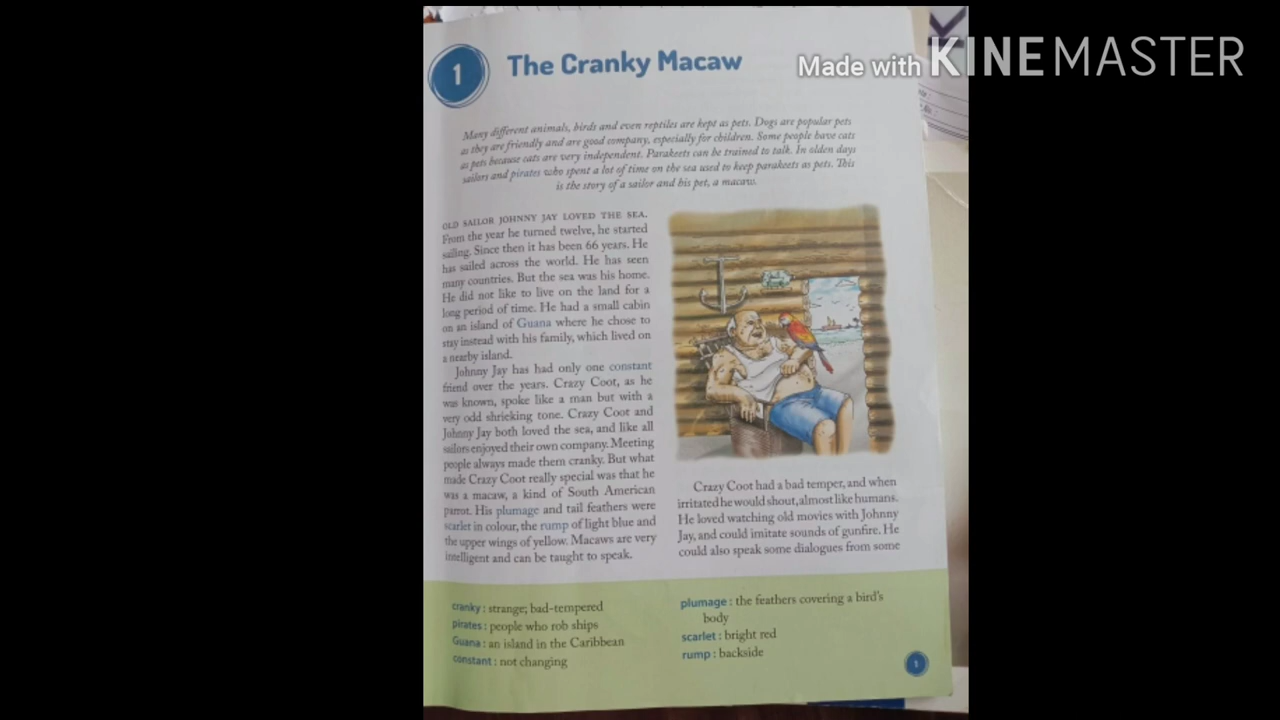 Made with KINEMASTER
1
The Cranky Macaw
Many different animals, birds and even reptiles are kept as pets. Dogs are popular pets
as they are friendly and are good company, especially for children. Some people have cats
as pets because cats are very independent. Parakeets can be trained to talk. In olden days
sailors and pirates who spent a lot of time on the sea used to keep parakeets as pets. This
is the story of a sailor and his pet, a macaw.
OLD SAILOR JOHNNY JAY LOVED THE SEA.
From the year he turned twelve, he started
sailing. Since then it has been 66 years. He
has sailed across the world. He has seen
many countries. But the sea was his home.
He did not like to live on the land for a
long period of time. He had a small cabin
on an island of Guana where he chose to
stay instead with his family, which lived on
a nearby island.
Johnny Jay has had only one constant
friend over the years. Crazy Coot, as he
was known, spoke like a man but with a
very odd shrieking tone. Crazy Coot and
Johnny Jay both loved the sea, and like all
sailors enjoyed their own company. Meeting
people always made them cranky. But what
made Crazy Coot really special was that he
was a macaw, a kind of South American
parrot. His plumage and tail feathers were
scarlet in colour, the rump of light blue and
the upper wings of yellow. Macaws are very
intelligent and can be taught to speak.
Crazy Coot had a bad temper, and when
irritated he would shout, almost like humans.
He loved watching old movies with Johnny
Jay, and could imitate sounds of gunfire. He
could also speak some dialogues from some
cranky : strange; bad-tempered
pirates : people who rob ships
Guana : an island in the Caribbean
constant : not changing
plumage : the feathers covering a bird's
body
scarlet : bright red
rump : backside
1